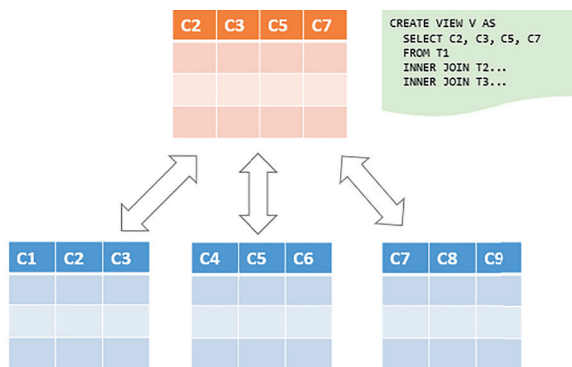 C2 C3 C5 C7
CREATE VIEW V AS
SELECT C2, C3, C5, C7
FROM T1
INNER JOIN T2...
INNER JOIN T3...
C1 C2 C3
C4 C5 C6
C7 C8 C9